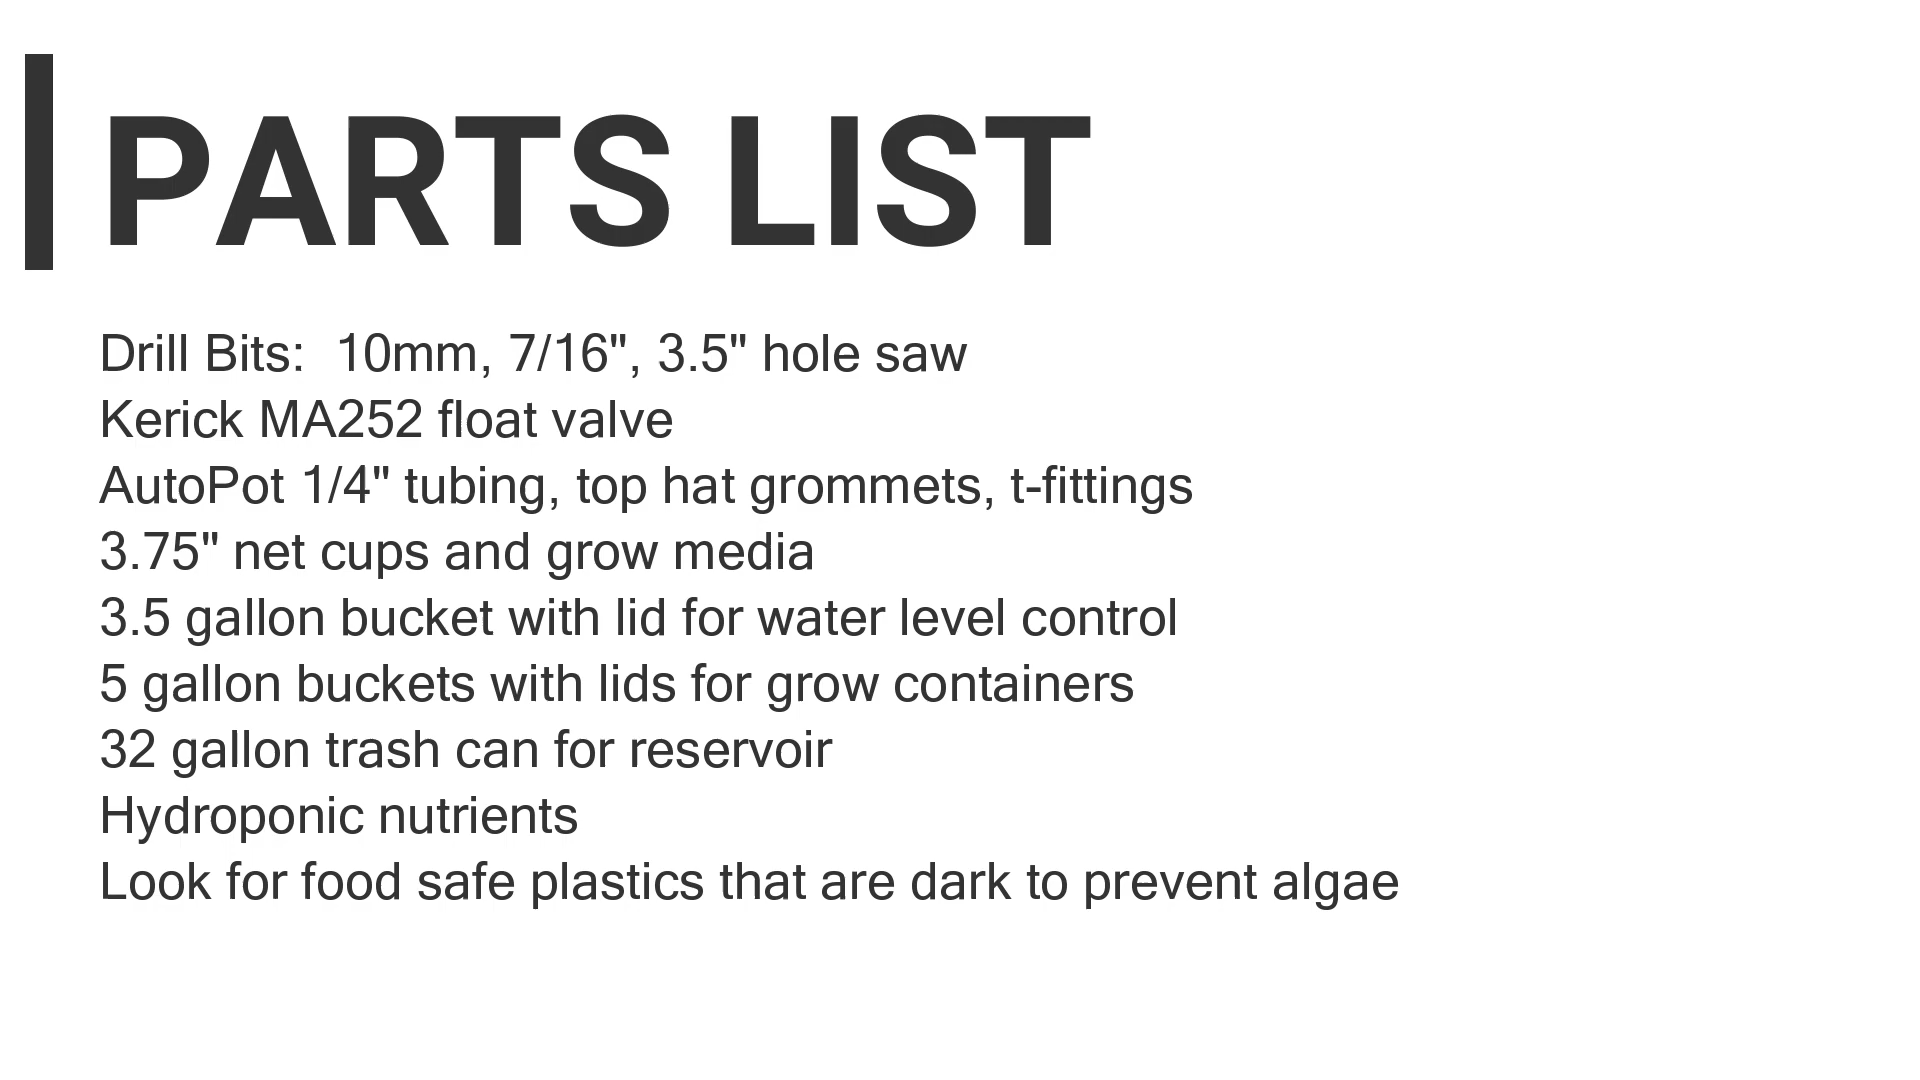 PARTS LIST
Drill Bits:  10mm, 7/16", 3.5" hole saw
Kerick MA252 float valve
AutoPot 1/4" tubing, top hat grommets, t-fittings
3.75" net cups and grow media
3.5 gallon bucket with lid for water level control
5 gallon buckets with lids for grow containers
32 gallon trash can for reservoir
Hydroponic nutrients
Look for food safe plastics that are dark to prevent algae